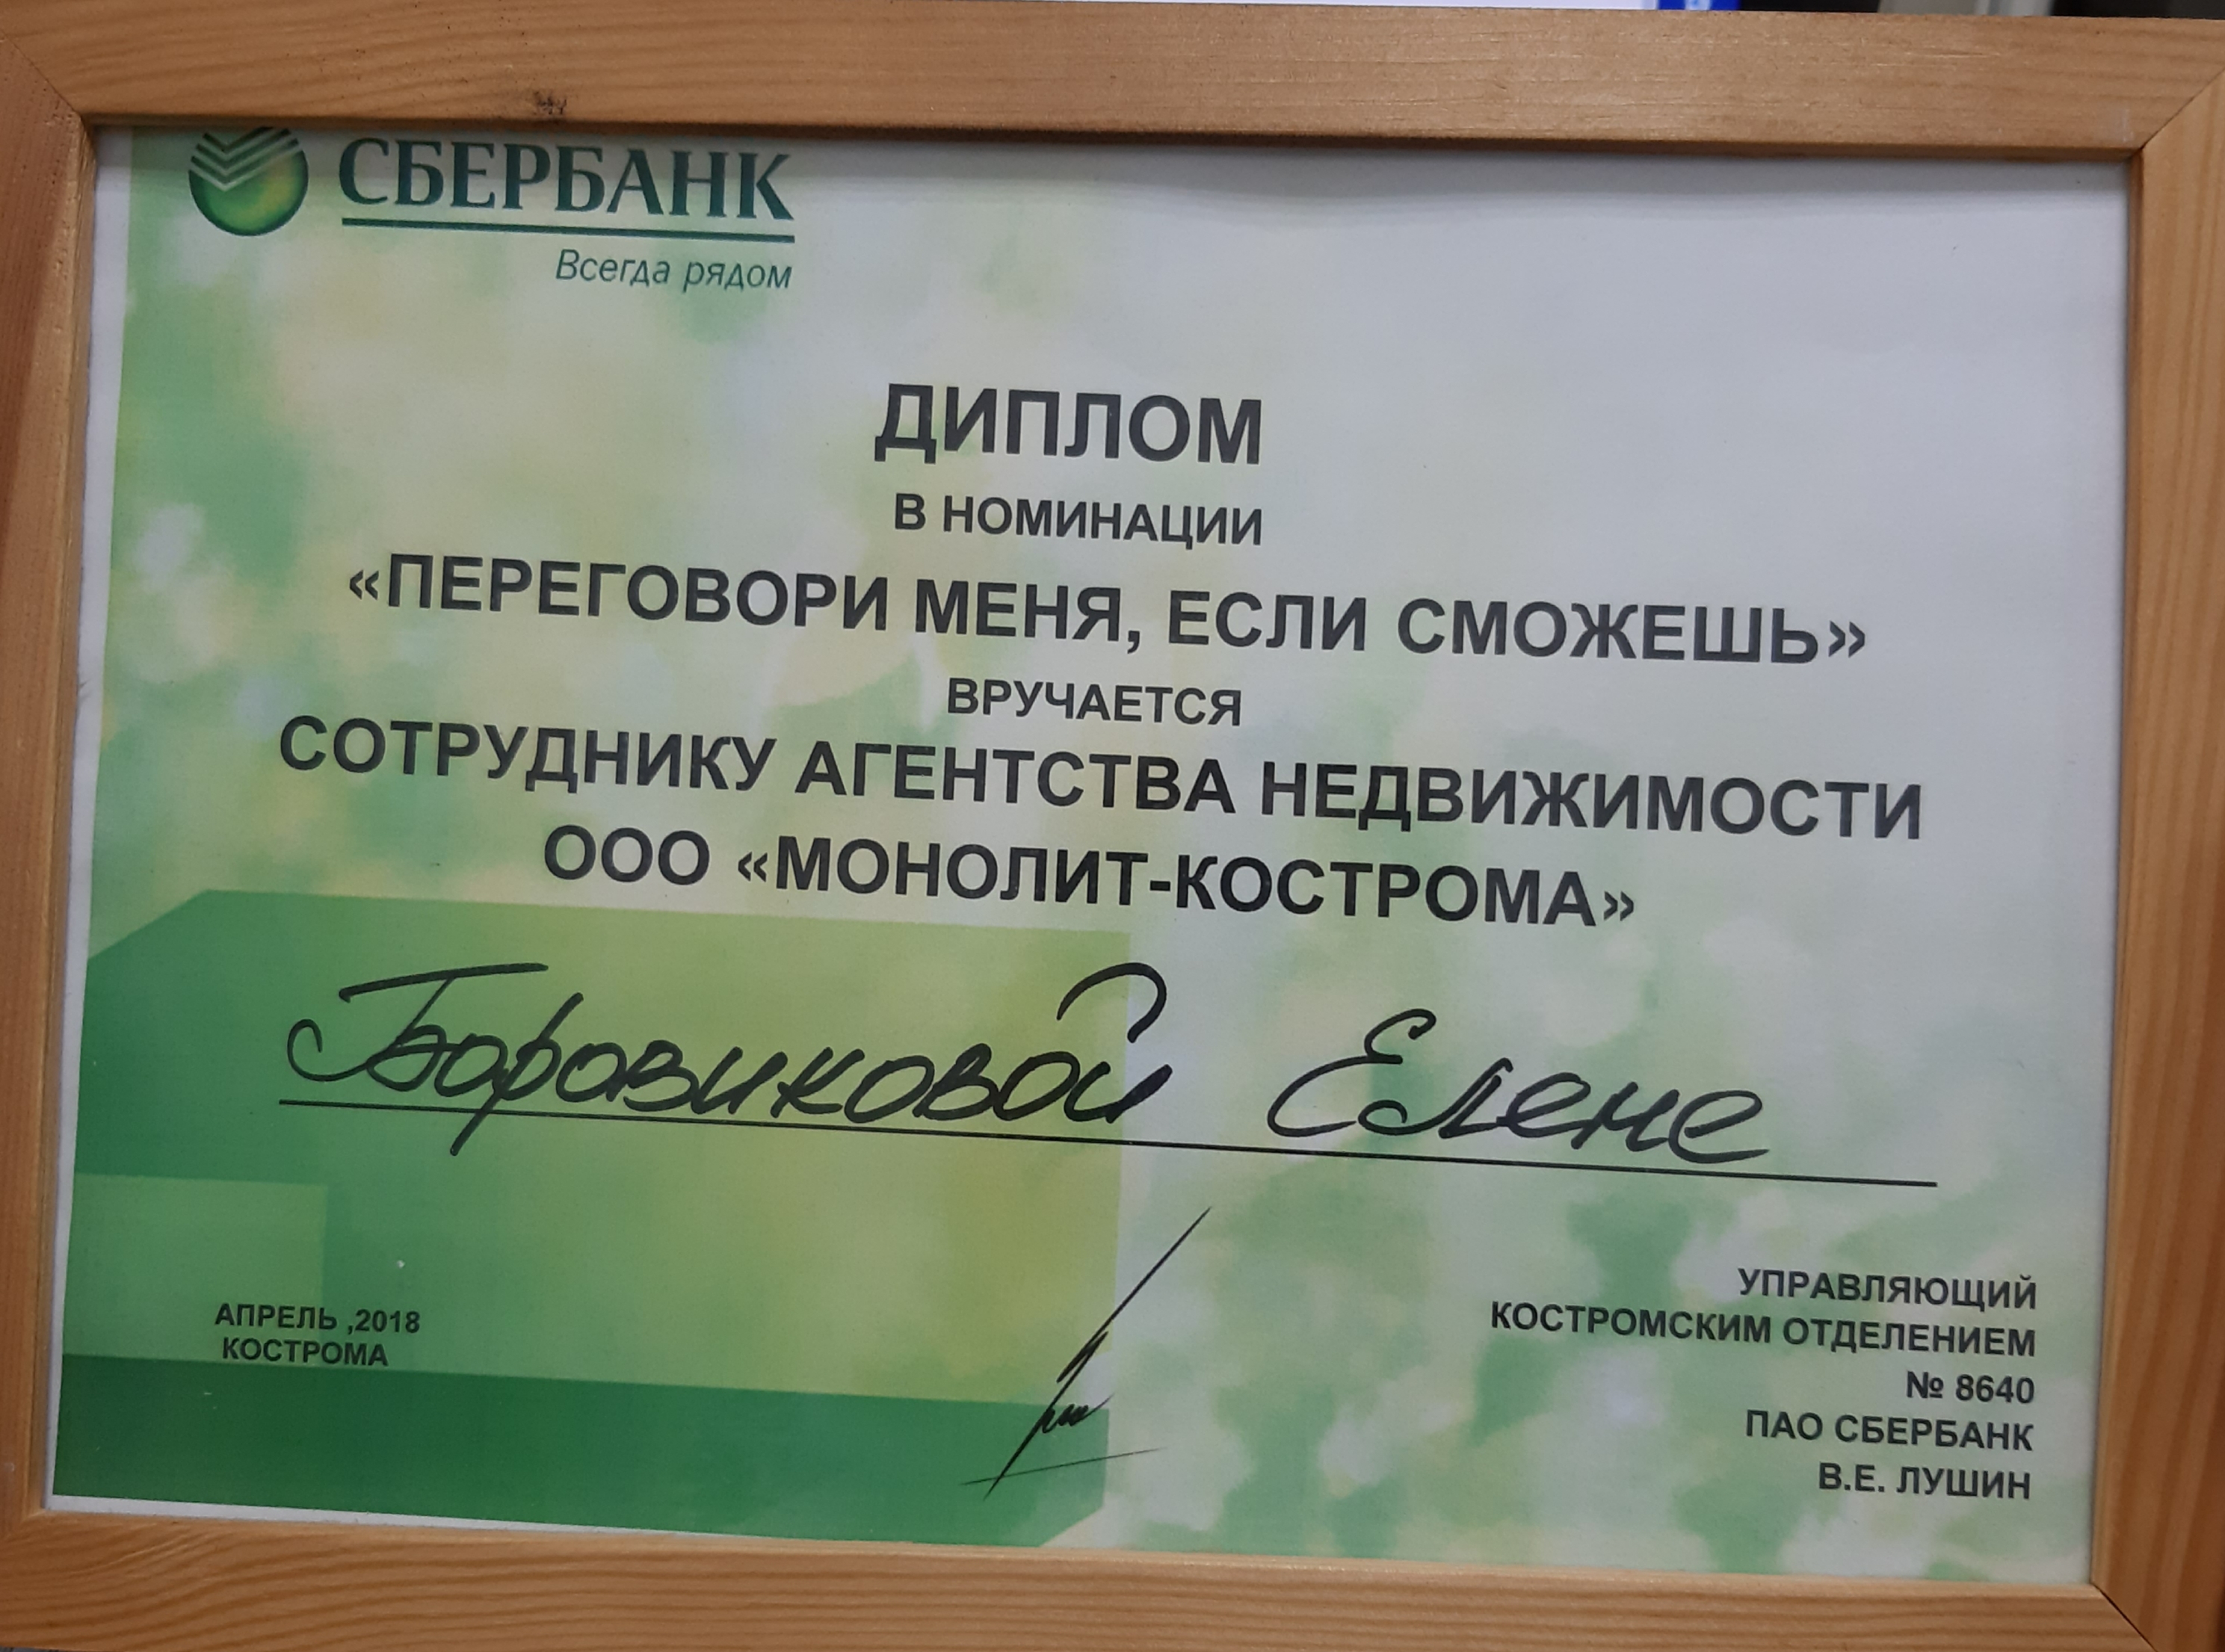 СБЕРБАНК
Всегда рядом
ДИПЛОМ
В НОМИНАЦИИ
«ПЕРЕГОВОРИ МЕНЯ, ЕСЛИ СМОЖЕШЬ»
ВРУЧАЕТСЯ
СОТРУДНИКУ АГЕНТСТВА НЕДВИЖИМОСТИ
ООО «МОНОЛИТ-КОСТРОМА»
Боровиковой Елене
АПРЕЛЬ ,2018
КОСТРОМА
УПРАВЛЯЮЩИЙ
КОСТРОМСКИМ ОТДЕЛЕНИЕМ
№ 8640
ПАО СБЕРБАНК
В.Е. ЛУШИН